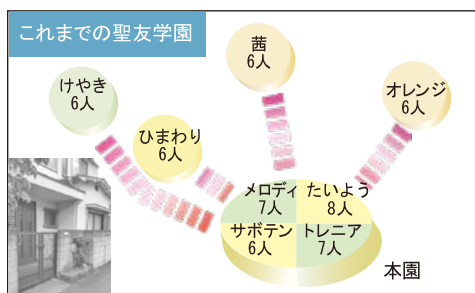 これまでの聖友学園
茜
6人
けやき
6人
オレンジ
6人
ひまわり
6人
メロディ
7人
たいよう
8人
サボテン
6人
トレニア
7人
本園